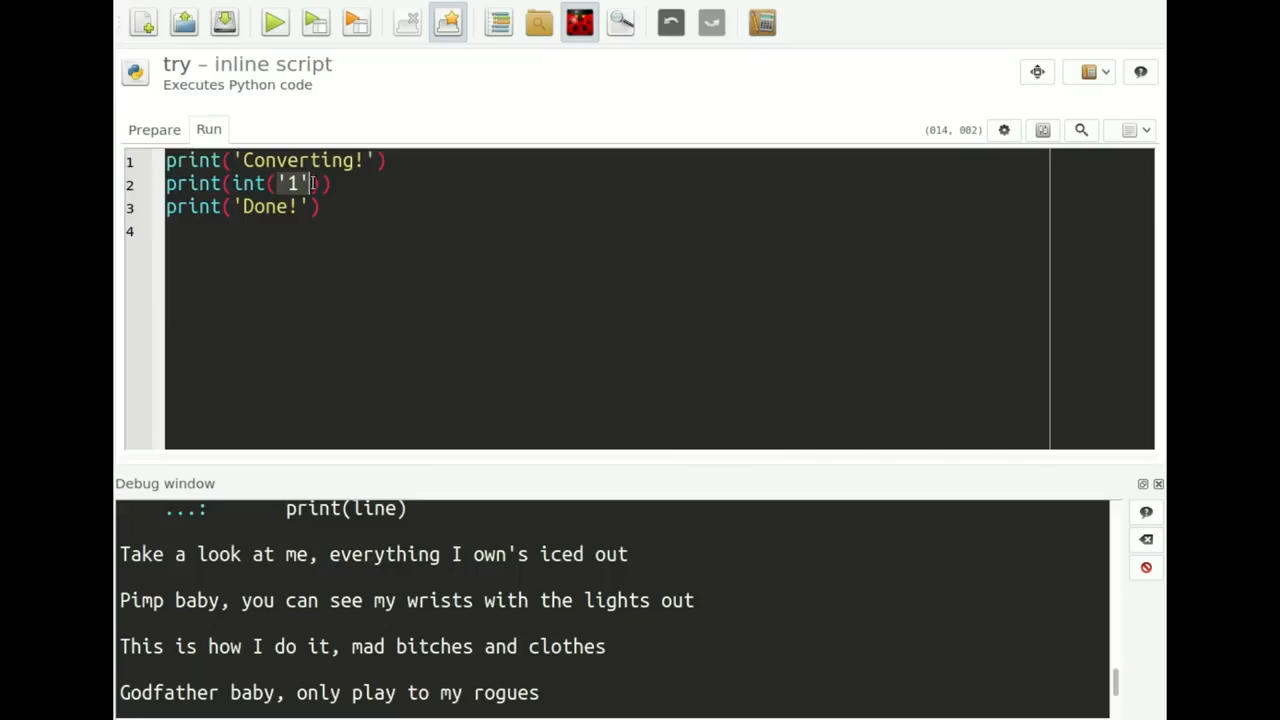 try – inline script
Executes Python code
Prepare Run (014, 002)
1 print('Converting!')
2 print(int('1'))
3 print('Done!')
4
Debug window
...: print(line)
Take a look at me, everything I own's iced out
Pimp baby, you can see my wrists with the lights out
This is how I do it, mad bitches and clothes
Godfather baby, only play to my rogues